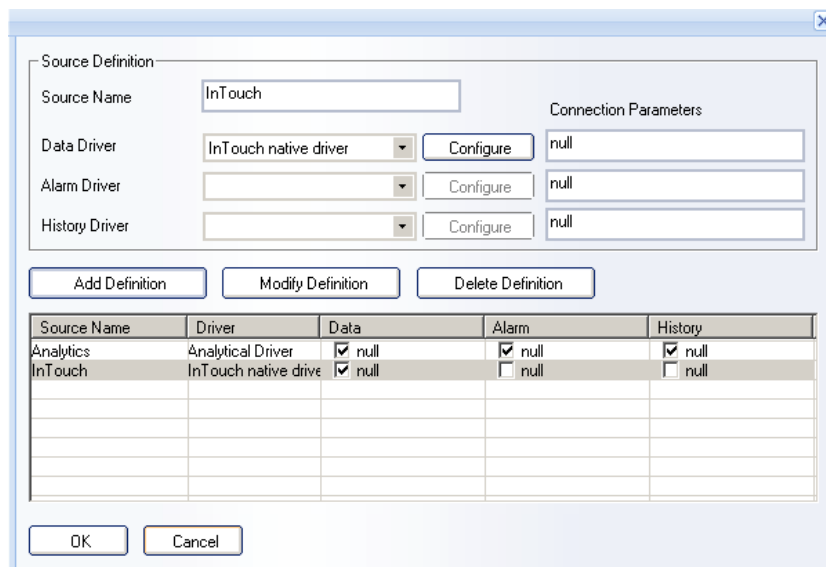 Source Definition
Source Name InTouch
Connection Parameters
Data Driver InTouch native driver Configure null
Alarm Driver Configure null
History Driver Configure null
Add Definition Modify Definition Delete Definition
Source Name Driver Data Alarm History
Analytics Analytical Driver null null null
InTouch InTouch native drive null null null
OK Cancel